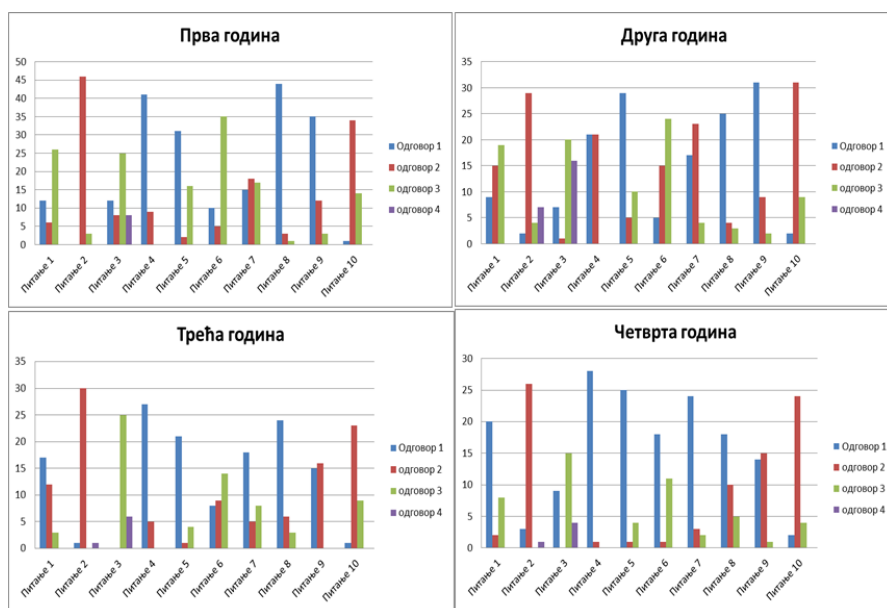 Прва година
50
45
40
35
30
25
20
15
10
5
0
Питање 1
Питање 2
Питање 3
Питање 4
Питање 5
Питање 6
Питање 7
Питање 8
Питање 9
Питање 10
Одговор 1
одговор 2
одговор 3
одговор 4
Друга година
35
30
25
20
15
10
5
0
Питање 1
Питање 2
Питање 3
Питање 4
Питање 5
Питање 6
Питање 7
Питање 8
Питање 9
Питање 10
Одговор 1
одговор 2
одговор 3
одговор 4
Трећа година
35
30
25
20
15
10
5
0
Питање 1
Питање 2
Питање 3
Питање 4
Питање 5
Питање 6
Питање 7
Питање 8
Питање 9
Питање 10
Одговор 1
одговор 2
одговор 3
одговор 4
Четврта година
30
25
20
15
10
5
0
Питање 1
Питање 2
Питање 3
Питање 4
Питање 5
Питање 6
Питање 7
Питање 8
Питање 9
Питање 10
Одговор 1
одговор 2
одговор 3
одговор 4